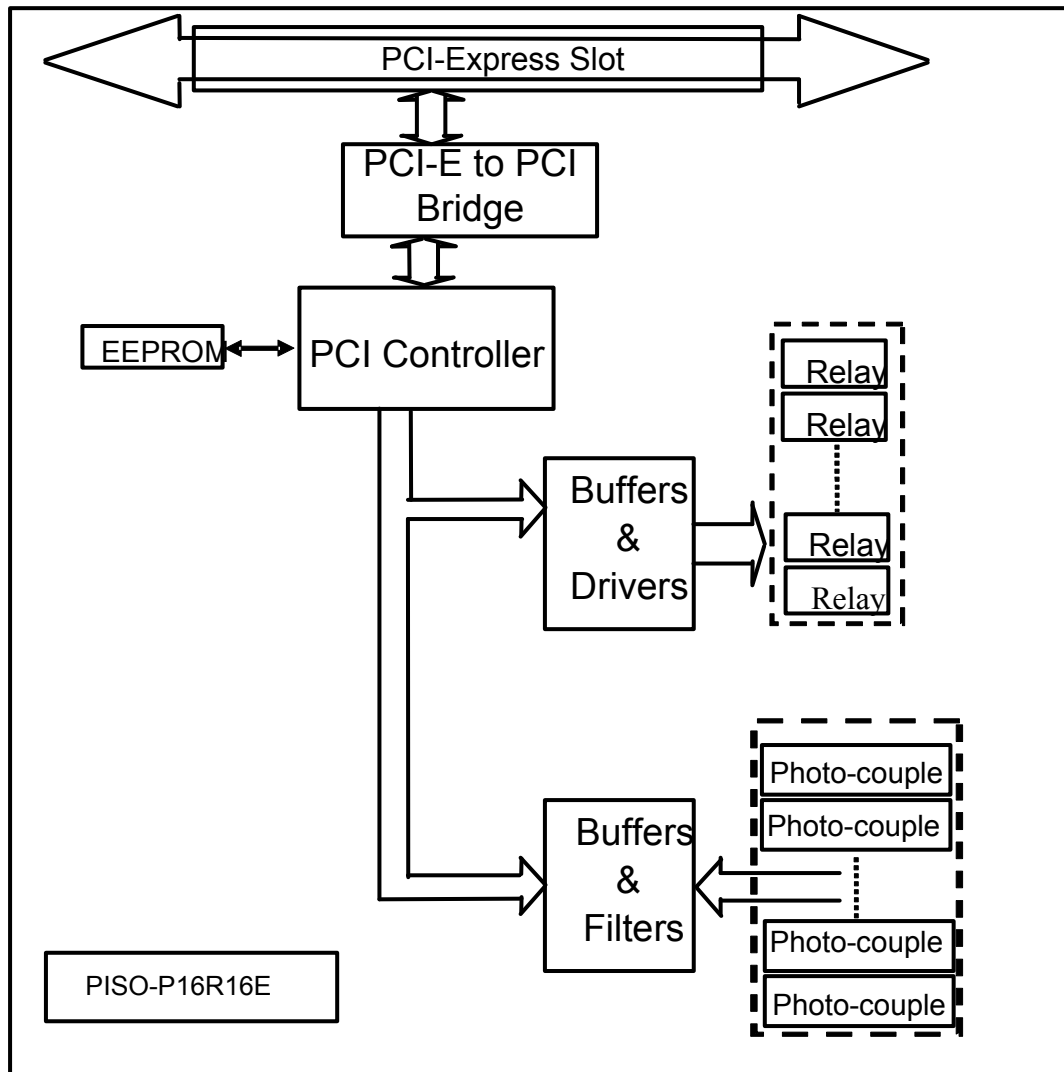 PCI-Express Slot
PCI-E to PCI
Bridge
EEPROM
PCI Controller
Relay
Relay
Relay
Relay
Buffers
&
Drivers
Photo-couple
Photo-couple
Photo-couple
Photo-couple
Buffers
&
Filters
PISO-P16R16E